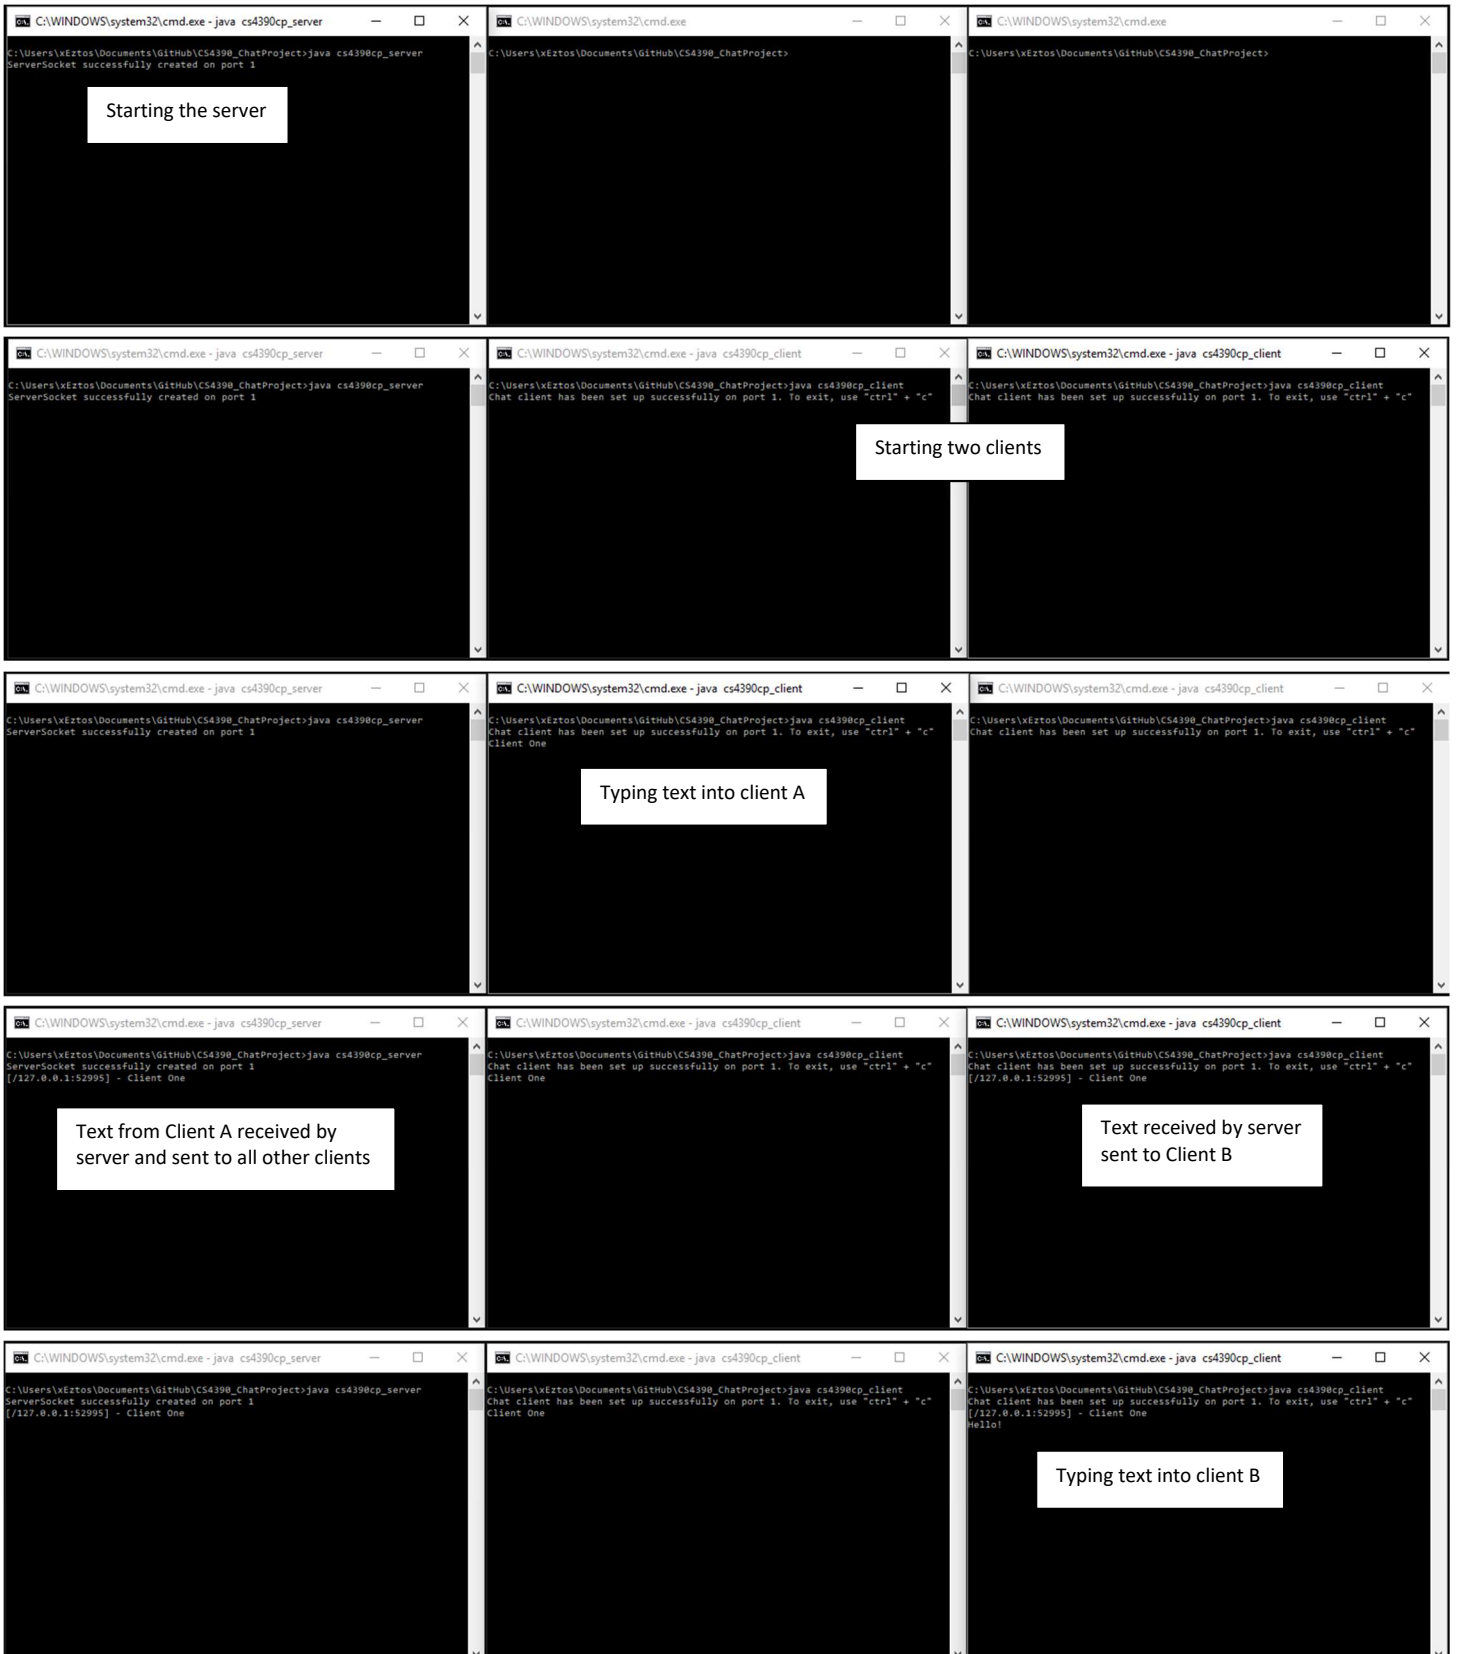 C:\WINDOWS\system32\cmd.exe - java cs4390cp_server
C:\Users\xEztos\Documents\GitHub\CS4390_ChatProject>java cs4390cp_server
ServerSocket successfully created on port 1
Starting the server
C:\WINDOWS\system32\cmd.exe
C:\Users\xEztos\Documents\GitHub\CS4390_ChatProject>
C:\WINDOWS\system32\cmd.exe
C:\Users\xEztos\Documents\GitHub\CS4390_ChatProject>
C:\WINDOWS\system32\cmd.exe - java cs4390cp_server
C:\Users\xEztos\Documents\GitHub\CS4390_ChatProject>java cs4390cp_server
ServerSocket successfully created on port 1
C:\WINDOWS\system32\cmd.exe - java cs4390cp_client
C:\Users\xEztos\Documents\GitHub\CS4390_ChatProject>java cs4390cp_client
Chat client has been set up successfully on port 1. To exit, use "ctrl" + "c"
C:\WINDOWS\system32\cmd.exe - java cs4390cp_client
C:\Users\xEztos\Documents\GitHub\CS4390_ChatProject>java cs4390cp_client
Chat client has been set up successfully on port 1. To exit, use "ctrl" + "c"
Starting two clients
C:\WINDOWS\system32\cmd.exe - java cs4390cp_server
C:\Users\xEztos\Documents\GitHub\CS4390_ChatProject>java cs4390cp_server
ServerSocket successfully created on port 1
C:\WINDOWS\system32\cmd.exe - java cs4390cp_client
C:\Users\xEztos\Documents\GitHub\CS4390_ChatProject>java cs4390cp_client
Chat client has been set up successfully on port 1. To exit, use "ctrl" + "c"
Client One
Typing text into client A
C:\WINDOWS\system32\cmd.exe - java cs4390cp_client
C:\Users\xEztos\Documents\GitHub\CS4390_ChatProject>java cs4390cp_client
Chat client has been set up successfully on port 1. To exit, use "ctrl" + "c"
C:\WINDOWS\system32\cmd.exe - java cs4390cp_server
C:\Users\xEztos\Documents\GitHub\CS4390_ChatProject>java cs4390cp_server
ServerSocket successfully created on port 1
[/127.0.0.1:52995] - Client One
Text from Client A received by
server and sent to all other clients
C:\WINDOWS\system32\cmd.exe - java cs4390cp_client
C:\Users\xEztos\Documents\GitHub\CS4390_ChatProject>java cs4390cp_client
Chat client has been set up successfully on port 1. To exit, use "ctrl" + "c"
Client One
C:\WINDOWS\system32\cmd.exe - java cs4390cp_client
C:\Users\xEztos\Documents\GitHub\CS4390_ChatProject>java cs4390cp_client
Chat client has been set up successfully on port 1. To exit, use "ctrl" + "c"
[/127.0.0.1:52995] - Client One
Text received by server
sent to Client B
C:\WINDOWS\system32\cmd.exe - java cs4390cp_server
C:\Users\xEztos\Documents\GitHub\CS4390_ChatProject>java cs4390cp_server
ServerSocket successfully created on port 1
[/127.0.0.1:52995] - Client One
C:\WINDOWS\system32\cmd.exe - java cs4390cp_client
C:\Users\xEztos\Documents\GitHub\CS4390_ChatProject>java cs4390cp_client
Chat client has been set up successfully on port 1. To exit, use "ctrl" + "c"
Client One
C:\WINDOWS\system32\cmd.exe - java cs4390cp_client
C:\Users\xEztos\Documents\GitHub\CS4390_ChatProject>java cs4390cp_client
Chat client has been set up successfully on port 1. To exit, use "ctrl" + "c"
[/127.0.0.1:52995] - Client One
Hello!
Typing text into client B